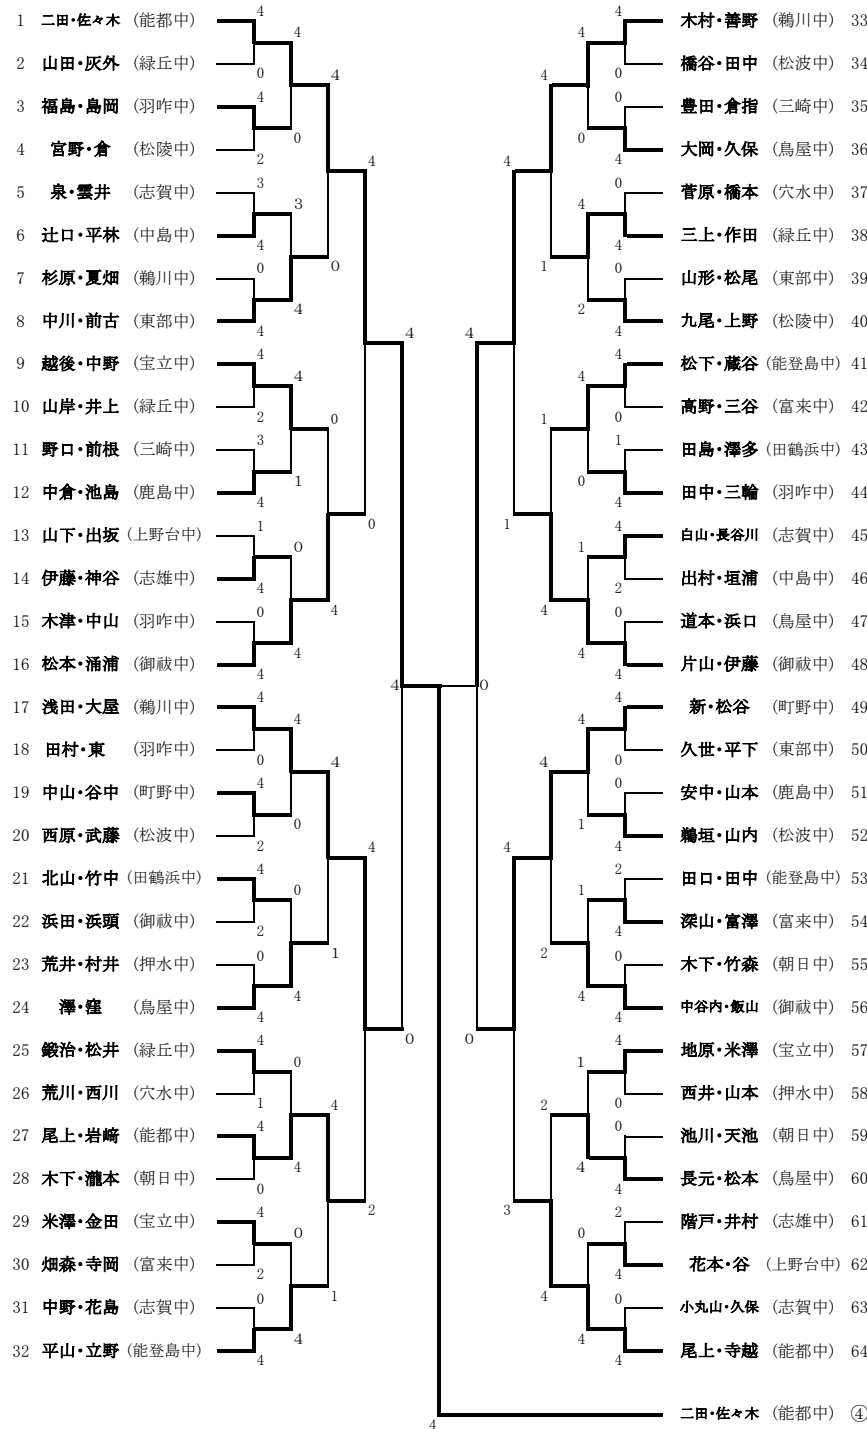 1 二田・佐々木 (能都中)
2 山田・灰外 (緑丘中)
3 福島・島岡 (羽咋中)
4 宮野・倉 (松陵中)
5 泉・雲井 (志賀中)
6 辻口・平林 (中島中)
7 杉原・夏畑 (鵜川中)
8 中川・前古 (東部中)
9 越後・中野 (宝立中)
10 山岸・井上 (緑丘中)
11 野口・前根 (三崎中)
12 中倉・池島 (鹿島中)
13 山下・出坂 (上野台中)
14 伊藤・神谷 (志雄中)
15 木津・中山 (羽咋中)
16 松本・涌浦 (御祓中)
17 浅田・大屋 (鵜川中)
18 田村・東 (羽咋中)
19 中山・谷中 (町野中)
20 西原・武藤 (松波中)
21 北山・竹中 (田鶴浜中)
22 浜田・浜頭 (御祓中)
23 荒井・村井 (押水中)
24 澤・窪 (鳥屋中)
25 鍛治・松井 (緑丘中)
26 荒川・西川 (穴水中)
27 尾上・岩﨑 (能都中)
28 木下・瀧本 (朝日中)
29 米澤・金田 (宝立中)
30 畑森・寺岡 (富来中)
31 中野・花島 (志賀中)
32 平山・立野 (能登島中)
木村・善野 (鵜川中) 33
橋谷・田中 (松波中) 34
豊田・倉指 (三崎中) 35
大岡・久保 (鳥屋中) 36
菅原・橋本 (穴水中) 37
三上・作田 (緑丘中) 38
山形・松尾 (東部中) 39
九尾・上野 (松陵中) 40
松下・蔵谷 (能登島中) 41
高野・三谷 (富来中) 42
田島・澤多 (田鶴浜中) 43
田中・三輪 (羽咋中) 44
白山・長谷川 (志賀中) 45
出村・垣浦 (中島中) 46
道本・浜口 (鳥屋中) 47
片山・伊藤 (御祓中) 48
新・松谷 (町野中) 49
久世・平下 (東部中) 50
安中・山本 (鹿島中) 51
鵜垣・山内 (松波中) 52
田口・田中 (能登島中) 53
深山・富澤 (富来中) 54
木下・竹森 (朝日中) 55
中谷内・飯山 (御祓中) 56
地原・米澤 (宝立中) 57
西井・山本 (押水中) 58
池川・天池 (朝日中) 59
長元・松本 (鳥屋中) 60
階戸・井村 (志雄中) 61
花本・谷 (上野台中) 62
小丸山・久保 (志賀中) 63
尾上・寺越 (能都中) 64
二田・佐々木 (能都中) ④